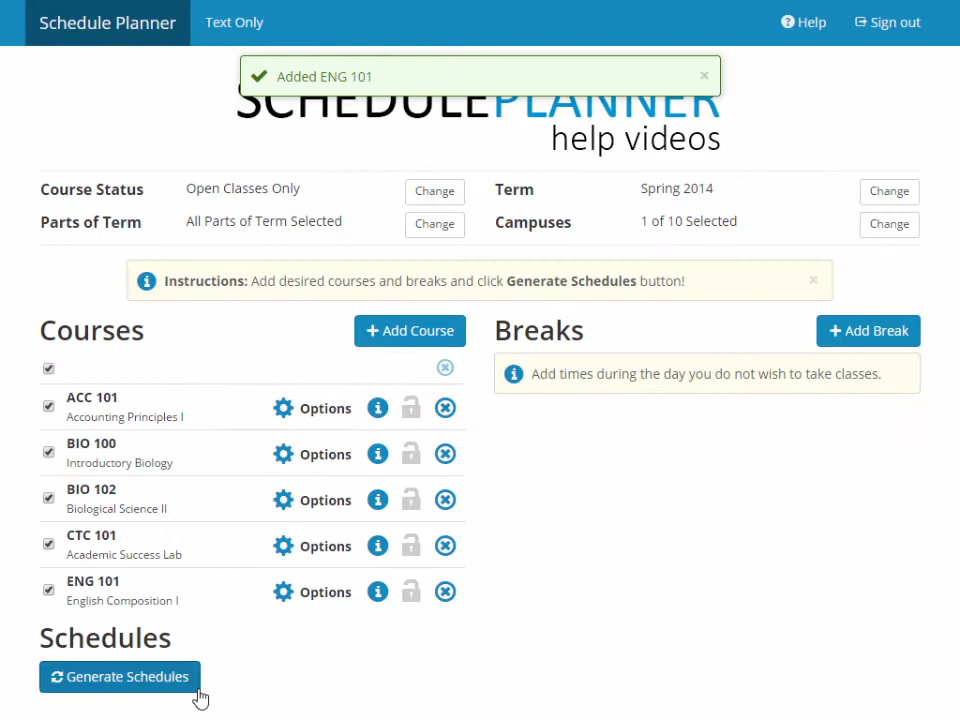 Schedule Planner Text Only Help Sign out
Added ENG 101 ×
SCHEDULEPLANNER
help videos
Course Status Open Classes Only Change Term Spring 2014 Change
Parts of Term All Parts of Term Selected Change Campuses 1 of 10 Selected Change
Instructions: Add desired courses and breaks and click Generate Schedules button! ×
Courses + Add Course Breaks + Add Break
Add times during the day you do not wish to take classes.
ACC 101
Accounting Principles I
Options
BIO 100
Introductory Biology
Options
BIO 102
Biological Science II
Options
CTC 101
Academic Success Lab
Options
ENG 101
English Composition I
Options
Schedules
Generate Schedules